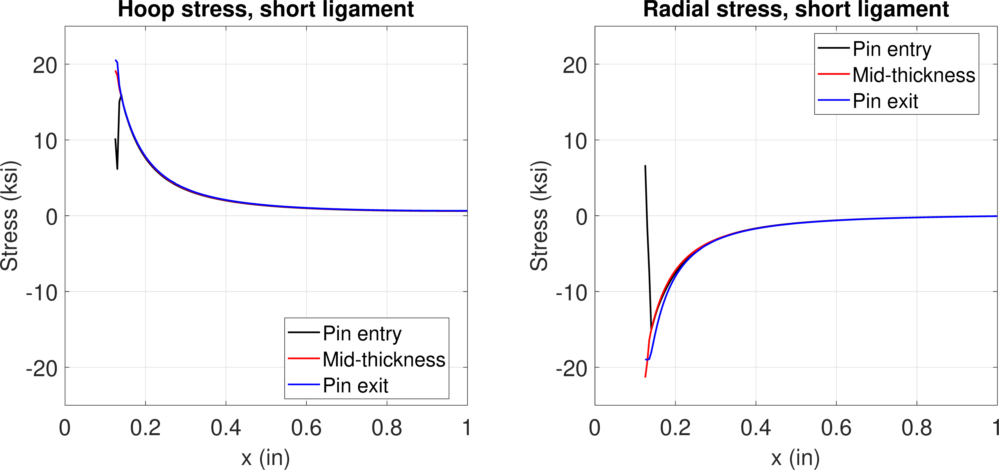 Hoop stress, short ligament
Stress (ksi)
20
10
0
-10
-20
0 0.2 0.4 0.6 0.8 1
x (in)
Pin entry
Mid-thickness
Pin exit
Radial stress, short ligament
Stress (ksi)
20
10
0
-10
-20
0 0.2 0.4 0.6 0.8 1
x (in)
Pin entry
Mid-thickness
Pin exit